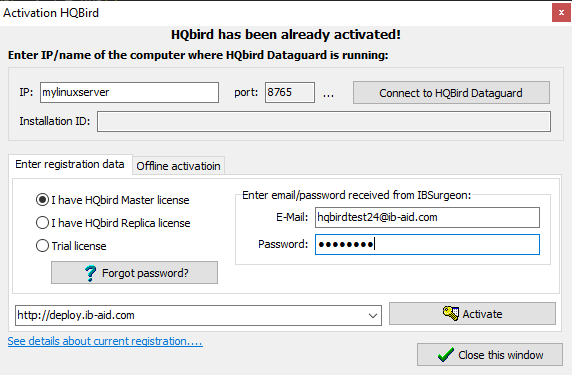 Activation HQBird
HQbird has been already activated!
Enter IP/name of the computer where HQbird Dataguard is running:
IP: mylinuxserver port: 8765 ... Connect to HQBird Dataguard
Installation ID:
Enter registration data Offline activatioin
I have HQbird Master license
I have HQbird Replica license
Trial license
Forgot password?
Enter email/password received from IBSurgeon:
E-Mail: hqbirdtest24@ib-aid.com
Password: ●●●●●●●●
http://deploy.ib-aid.com Activate
See details about current registration....
Close this window